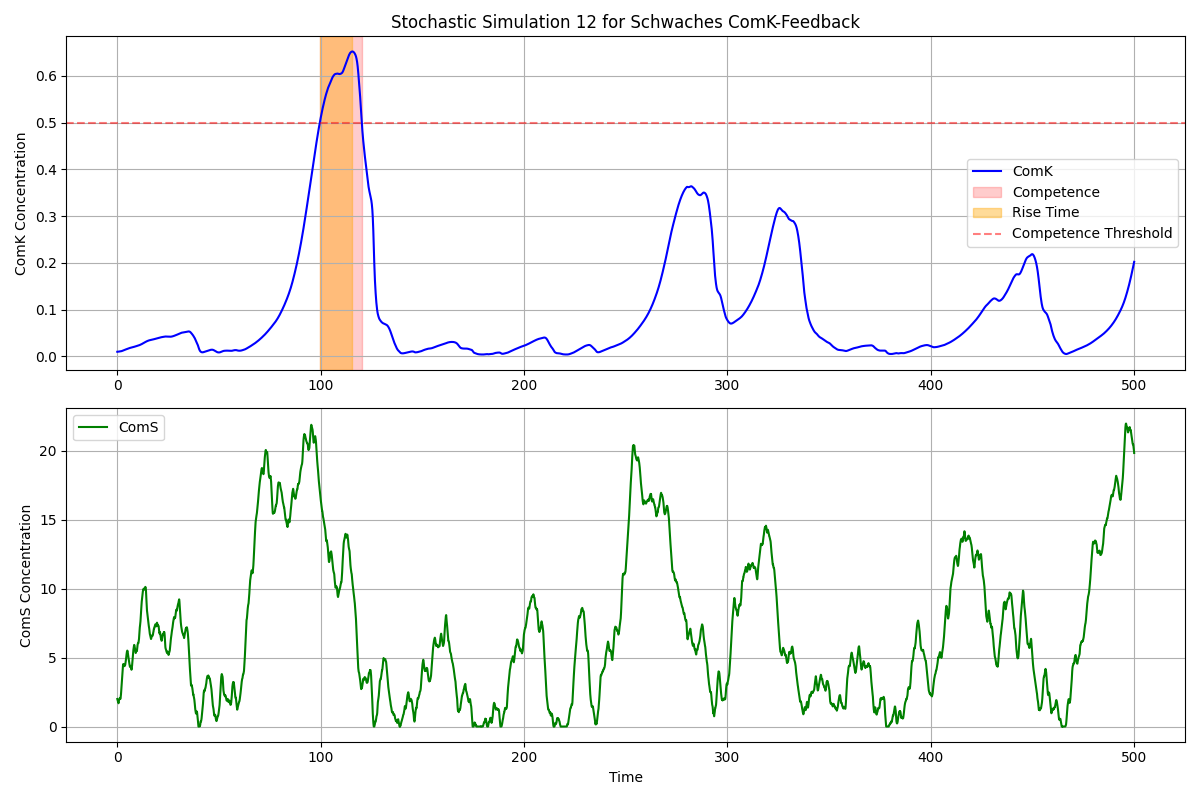 Stochastic Simulation 12 for Schwaches ComK-Feedback
ComK Concentration
0.6
0.5
0.4
0.3
0.2
0.1
0.0
ComK
Competence
Rise Time
Competence Threshold
0 100 200 300 400 500
ComS Concentration
20
15
10
5
0
ComS
0 100 200 300 400 500
Time